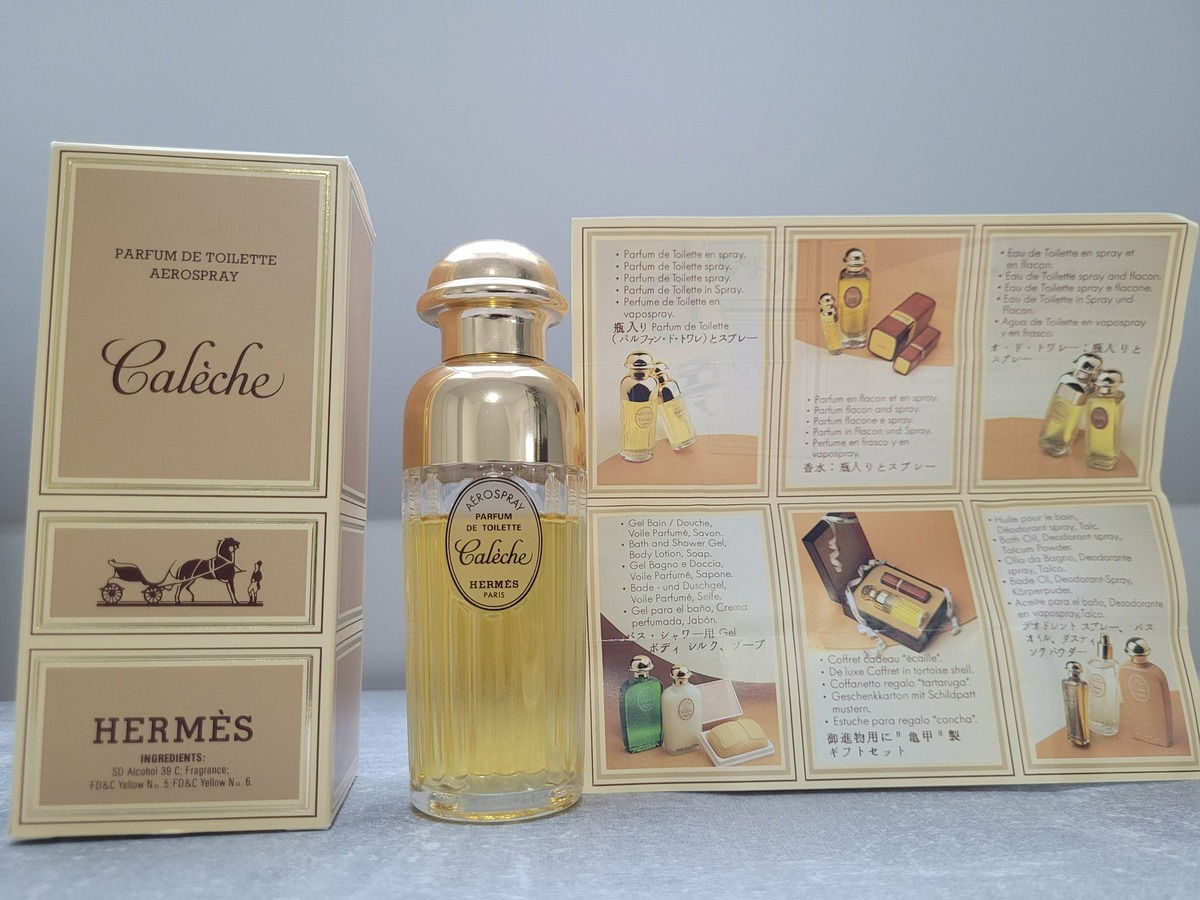 PARFUM DE TOILETTE
AEROSPRAY
Calèche
HERMÈS
INGREDIENTS:
SD Alcohol 39 C, Fragrance;
FD&C Yellow No. 5; FD&C Yellow No. 6.
AÉROSPRAY
PARFUM
DE TOILETTE
Calèche
HERMÈS
PARIS
• Parfum de Toilette en spray.
• Parfum de Toilette spray.
• Parfum de Toilette spray.
• Parfum de Toilette in Spray.
• Perfume de Toilette en
vaporspray.
瓶入り Parfum de Toilette
(パルファン・ド・トワレ)とスプレー
• Parfum en flacon et en spray.
• Parfum flacon and spray.
• Parfum flacone e spray.
• Parfum in Flacon und Spray.
• Perfume en frasco y en
vapospray.
香水：瓶入りとスプレー
• Eau de Toilette en spray et
en flacon.
• Eau de Toilette spray and flacon.
• Eau de Toilette spray e flacone.
• Eau de Toilette in Spray und
Flacon.
• Agua de Toilette en vapospray
y en frasco.
オ・ド・トワレー：瓶入りと
スプレー
• Gel Bain / Douche,
Voile Parfumé, Savon.
• Bath and Shower Gel,
Body Lotion, Soap.
• Gel Bagno e Doccia,
Voile Parfumé, Sapone.
• Bade - und Duschgel,
Voile Parfumé, Seife.
• Gel para el baño, Crema
perfumada, Jabón.
バス・シャワー用 Gel
ボディ シルク、ソープ
• Coffret cadeau "écaille".
• De luxe Coffret in tortoise shell.
• Coffanetto regalo "tartaruga".
• Geschenkkarton mit Schildpatt
mustern.
• Estuche para regalo "concha".
御進物用に"亀甲"製
ギフトセット
• Huile pour le bain,
Déodorant spray, Talc.
• Bath Oil, Deodorant spray,
Talcum Powder.
• Olio da Bagno, Deodorante
spray, Talco.
• Bade Öl, Deodorant-Spray,
Körperpuder.
• Aceite para el baño, Desodorante
en vapospray, Talco.
デオドレント スプレー、 バス
オイル、ダスティ
ングパウダー